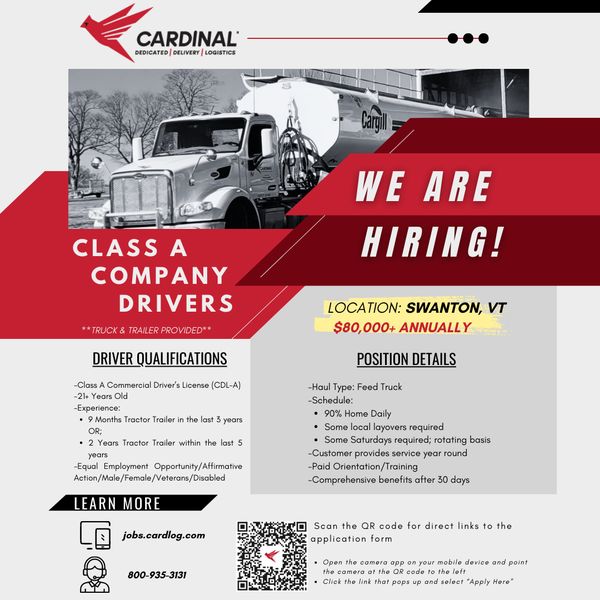 CARDINAL
DEDICATED | DELIVERY | LOGISTICS
Cargill
WE ARE
HIRING!
CLASS A
COMPANY
DRIVERS
**TRUCK & TRAILER PROVIDED**
LOCATION: SWANTON, VT
$80,000+ ANNUALLY
DRIVER QUALIFICATIONS
-Class A Commercial Driver's License (CDL-A)
-21+ Years Old
-Experience:
• 9 Months Tractor Trailer in the last 3 years
OR;
• 2 Years Tractor Trailer within the last 5
years
-Equal Employment Opportunity/Affirmative
Action/Male/Female/Veterans/Disabled
POSITION DETAILS
-Haul Type: Feed Truck
-Schedule:
• 90% Home Daily
• Some local layovers required
• Some Saturdays required; rotating basis
-Customer provides service year round
-Paid Orientation/Training
-Comprehensive benefits after 30 days
LEARN MORE
jobs.cardlog.com
800-935-3131
Scan the QR code for direct links to the
application form
• Open the camera app on your mobile device and point
the camera at the QR code to the left
• Click the link that pops up and select "Apply Here"